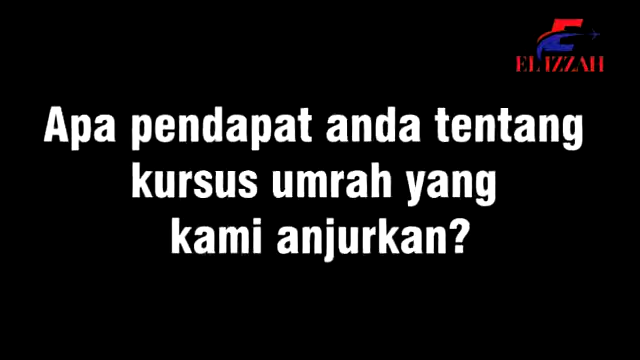 EL IZZAH
Apa pendapat anda tentang
kursus umrah yang
kami anjurkan?